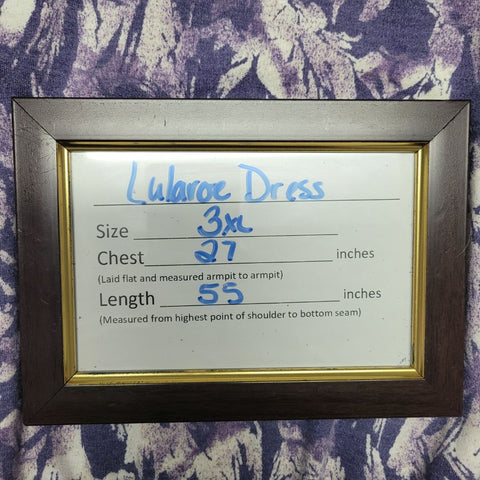 Lularoe Dress
Size 3XL
Chest 27 inches
(Laid flat and measured armpit to armpit)
Length 55 inches
(Measured from highest point of shoulder to bottom seam)